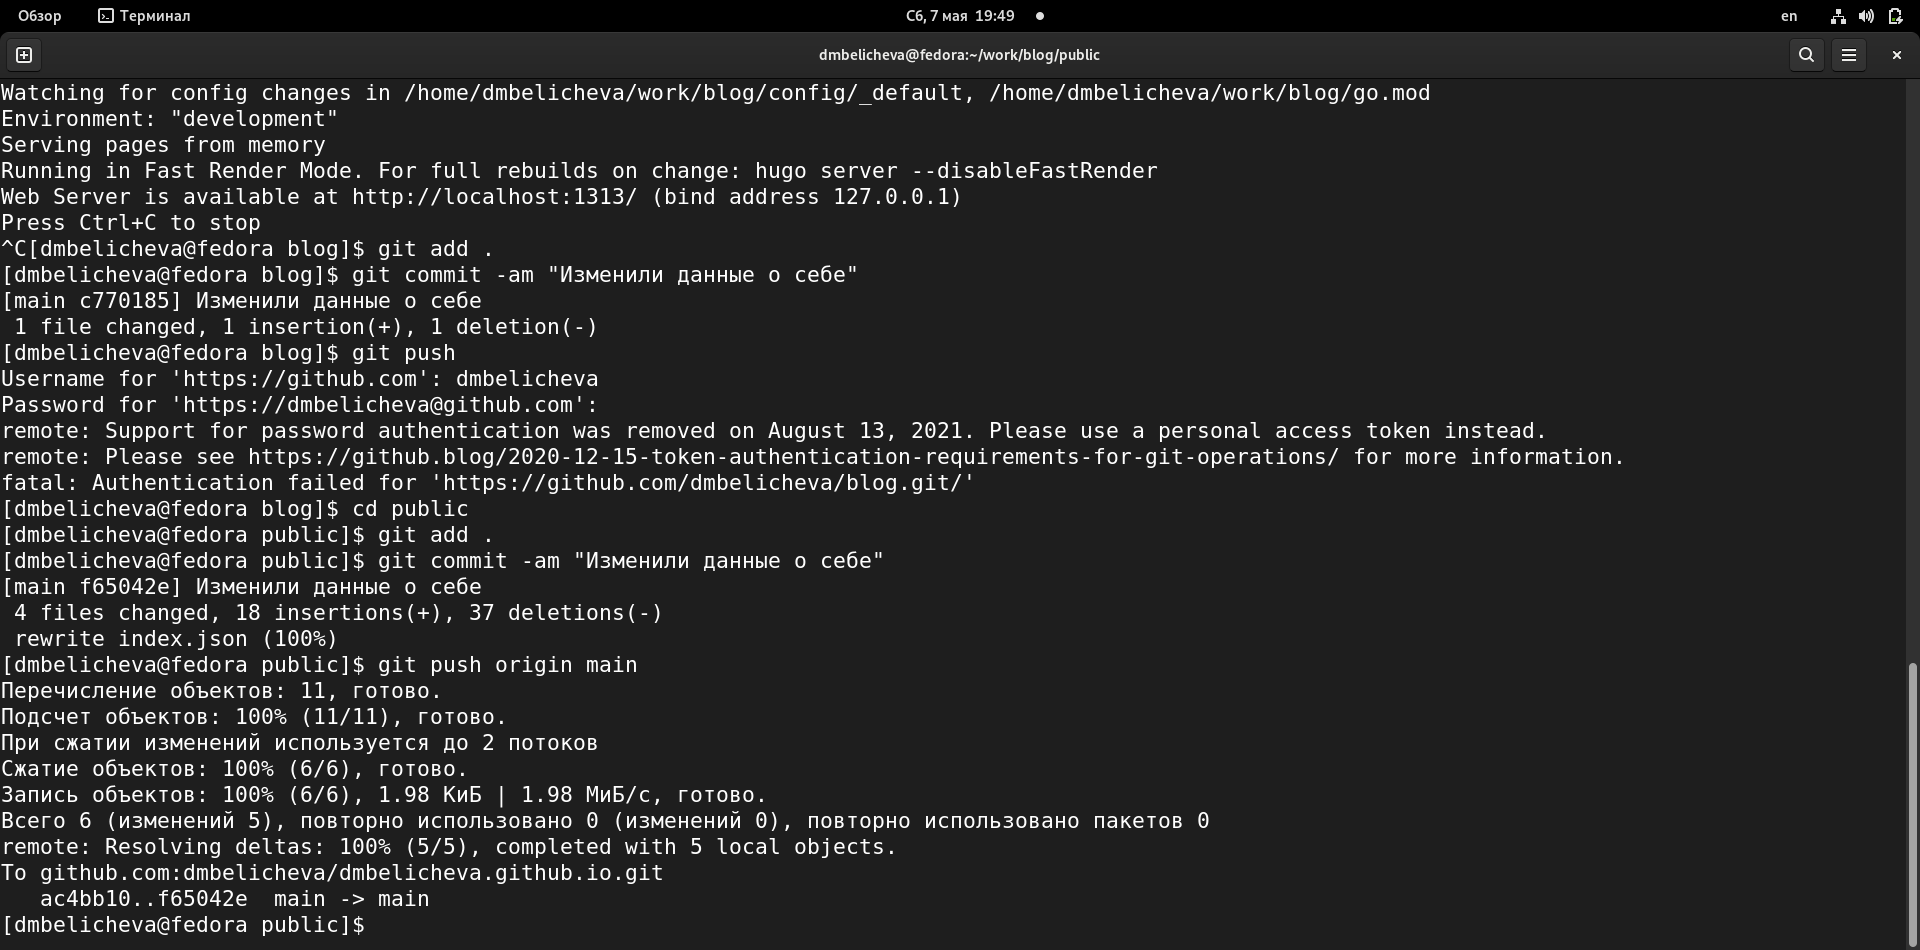 Обзор Терминал Сб, 7 мая 19:49 en
dmbelicheva@fedora:~/work/blog/public
Watching for config changes in /home/dmbelicheva/work/blog/config/_default, /home/dmbelicheva/work/blog/go.mod
Environment: "development"
Serving pages from memory
Running in Fast Render Mode. For full rebuilds on change: hugo server --disableFastRender
Web Server is available at http://localhost:1313/ (bind address 127.0.0.1)
Press Ctrl+C to stop
^C[dmbelicheva@fedora blog]$ git add .
[dmbelicheva@fedora blog]$ git commit -am "Изменили данные о себе"
[main c770185] Изменили данные о себе
 1 file changed, 1 insertion(+), 1 deletion(-)
[dmbelicheva@fedora blog]$ git push
Username for 'https://github.com': dmbelicheva
Password for 'https://dmbelicheva@github.com':
remote: Support for password authentication was removed on August 13, 2021. Please use a personal access token instead.
remote: Please see https://github.blog/2020-12-15-token-authentication-requirements-for-git-operations/ for more information.
fatal: Authentication failed for 'https://github.com/dmbelicheva/blog.git/'
[dmbelicheva@fedora blog]$ cd public
[dmbelicheva@fedora public]$ git add .
[dmbelicheva@fedora public]$ git commit -am "Изменили данные о себе"
[main f65042e] Изменили данные о себе
 4 files changed, 18 insertions(+), 37 deletions(-)
 rewrite index.json (100%)
[dmbelicheva@fedora public]$ git push origin main
Перечисление объектов: 11, готово.
Подсчет объектов: 100% (11/11), готово.
При сжатии изменений используется до 2 потоков
Сжатие объектов: 100% (6/6), готово.
Запись объектов: 100% (6/6), 1.98 КиБ | 1.98 МиБ/с, готово.
Всего 6 (изменений 5), повторно использовано 0 (изменений 0), повторно использовано пакетов 0
remote: Resolving deltas: 100% (5/5), completed with 5 local objects.
To github.com:dmbelicheva/dmbelicheva.github.io.git
   ac4bb10..f65042e  main -> main
[dmbelicheva@fedora public]$